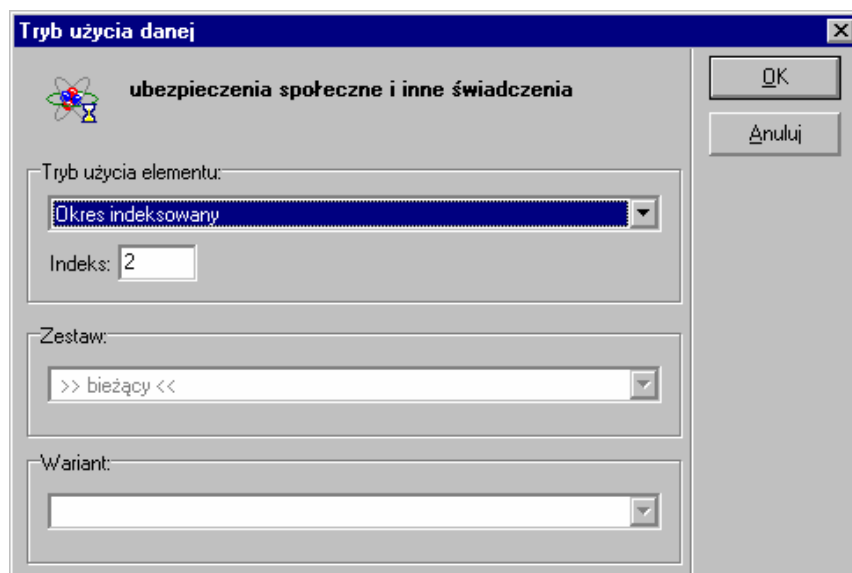 Tryb użycia danej
ubezpieczenia społeczne i inne świadczenia
OK
Anuluj
Tryb użycia elementu:
Okres indeksowany
Indeks: 2
Zestaw:
>> bieżący <<
Wariant: